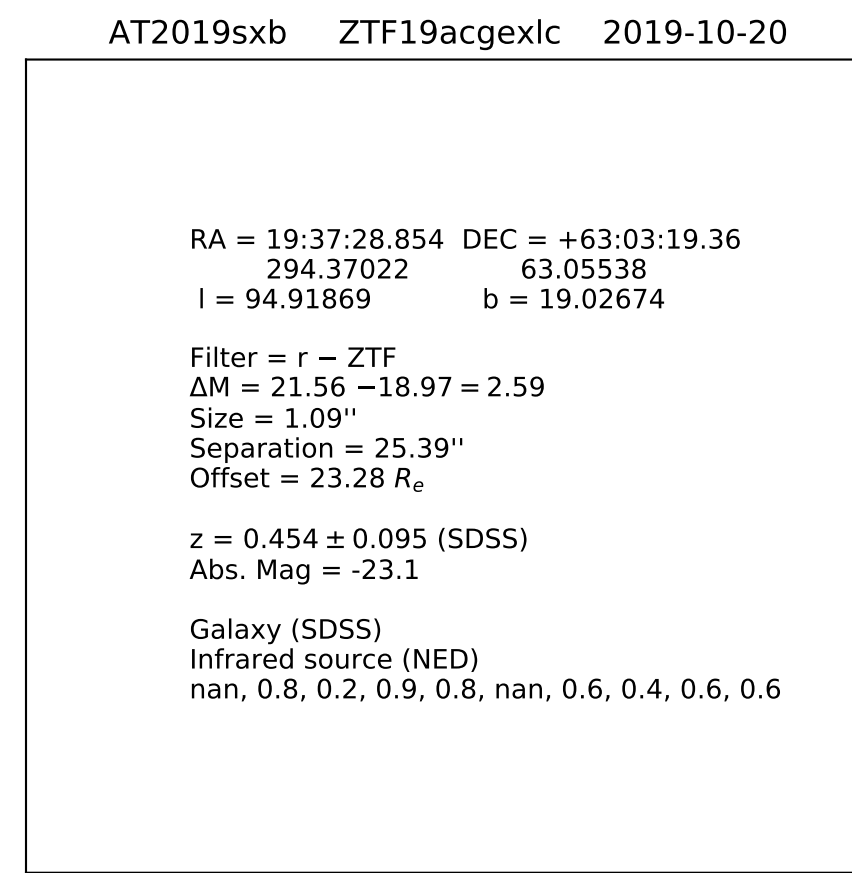 AT2019sxb ZTF19acgexlc 2019-10-20
RA = 19:37:28.854 DEC = +63:03:19.36
294.37022 63.05538
l = 94.91869 b = 19.02674
Filter = r − ZTF
ΔM = 21.56 −18.97 = 2.59
Size = 1.09''
Separation = 25.39''
Offset = 23.28 Re
z = 0.454 ± 0.095 (SDSS)
Abs. Mag = -23.1
Galaxy (SDSS)
Infrared source (NED)
nan, 0.8, 0.2, 0.9, 0.8, nan, 0.6, 0.4, 0.6, 0.6